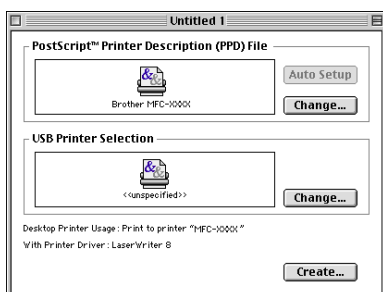 Untitled 1
PostScript™ Printer Description (PPD) File
Auto Setup
Brother MFC-XXXX
Change...
USB Printer Selection
<<unspecified>>
Change...
Desktop Printer Usage: Print to printer “MFC-XXXX”
With Printer Driver: LaserWriter 8
Create...